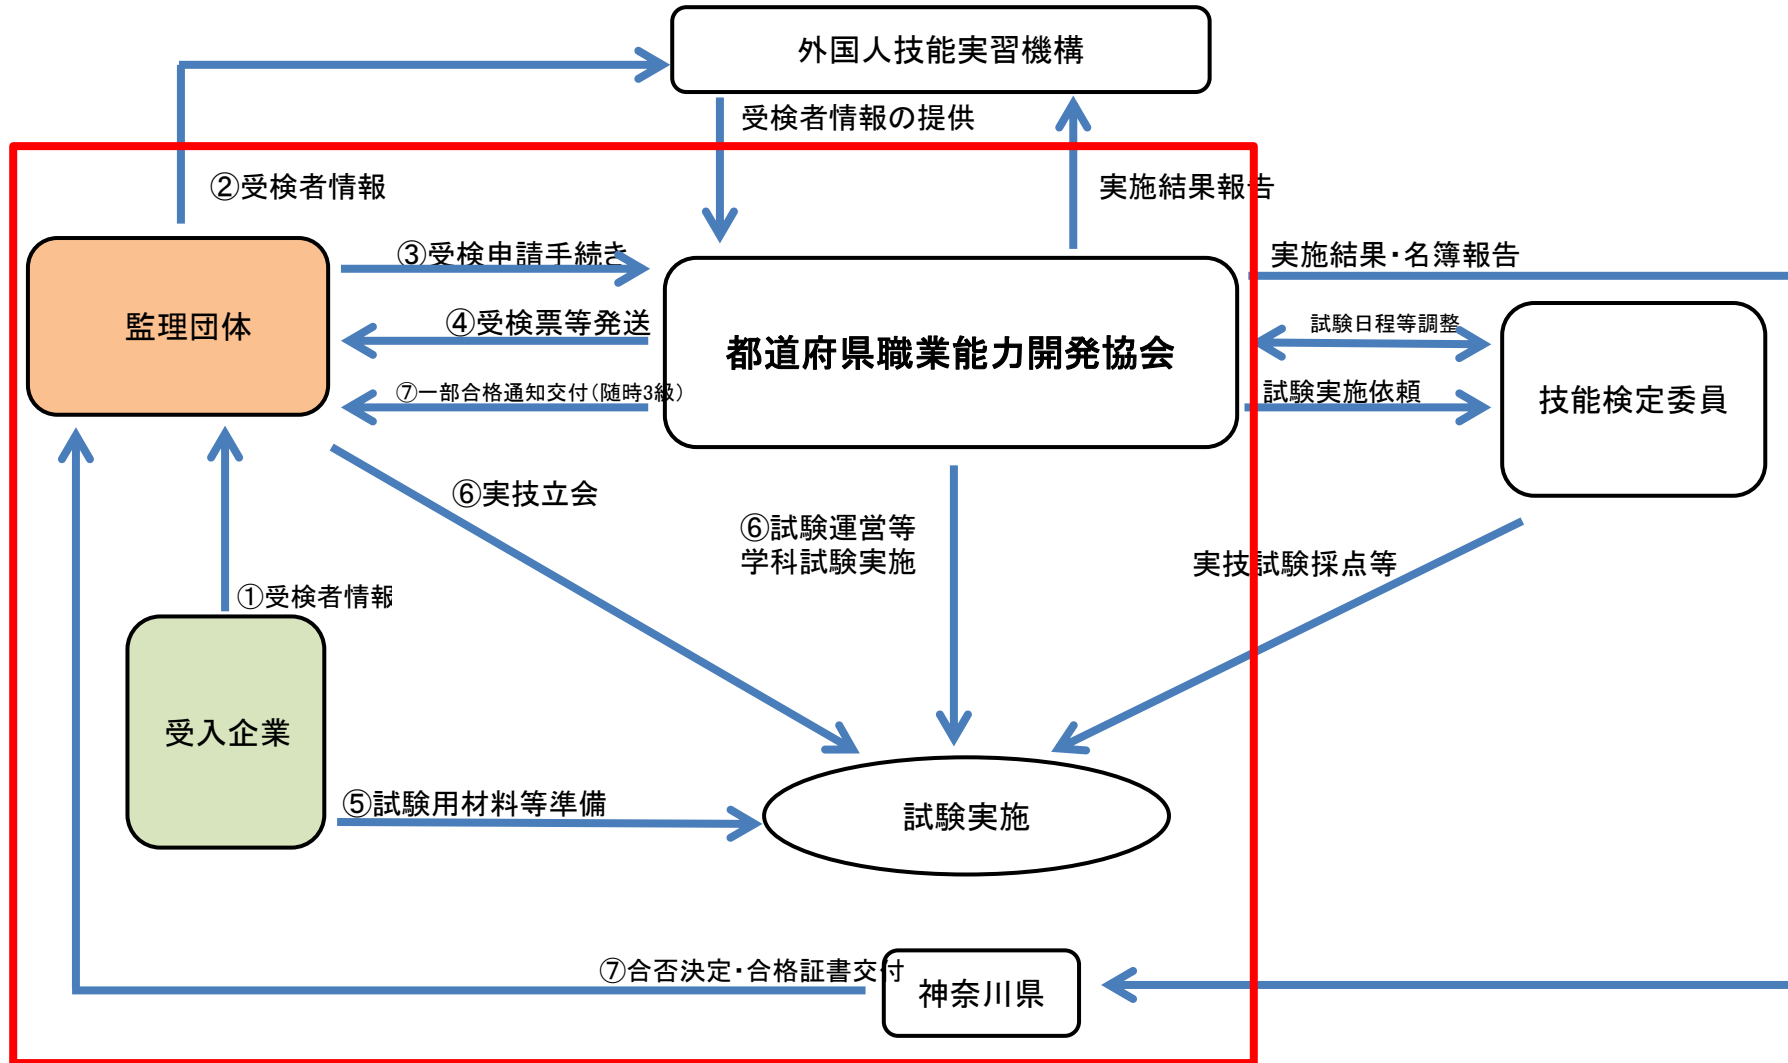 外国人技能実習機構
受検者情報の提供
②受検者情報
実施結果報告
③受検申請手続き
実施結果・名簿報告
監理団体
④受検票等発送
都道府県職業能力開発協会
試験日程等調整
⑦一部合格通知交付(随時3級)
試験実施依頼
技能検定委員
⑥実技立会
⑥試験運営等
学科試験実施
実技試験採点等
①受検者情報
受入企業
⑤試験用材料等準備
試験実施
⑦合否決定・合格証書交付
神奈川県